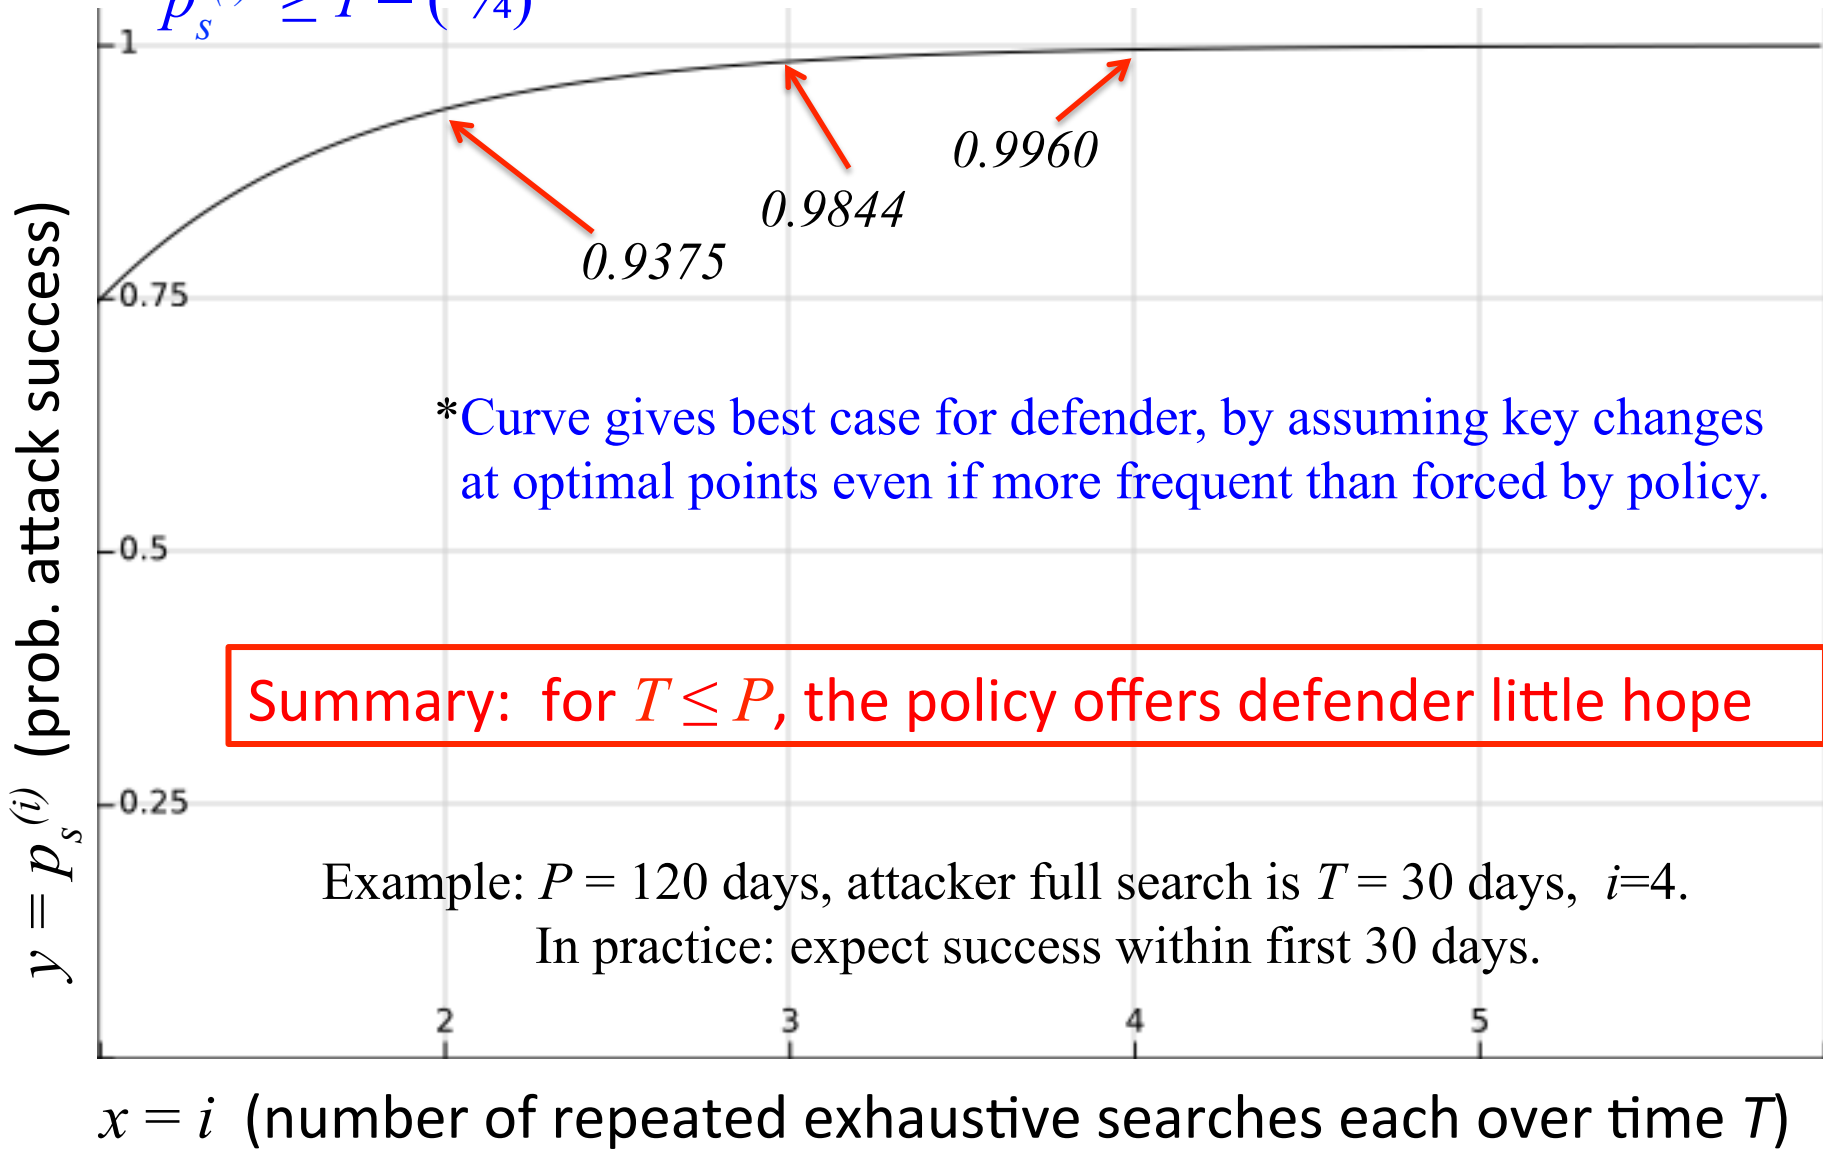 1
0.9960
0.9844
0.9375
0.75
*Curve gives best case for defender, by assuming key changes
at optimal points even if more frequent than forced by policy.
0.5
Summary: for T ≤ P, the policy offers defender little hope
0.25
Example: P = 120 days, attacker full search is T = 30 days, i=4.
In practice: expect success within first 30 days.
2 3 4 5
x = i (number of repeated exhaustive searches each over time T)
y = pₛ⁽ⁱ⁾ (prob. attack success)